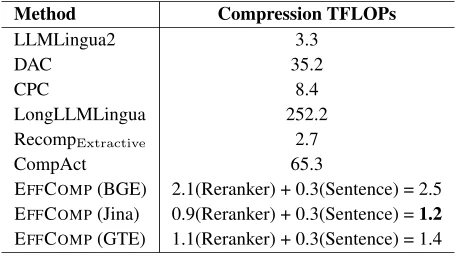 Method Compression TFLOPs
LLMLingua2 3.3
DAC 35.2
CPC 8.4
LongLLMLingua 252.2
RecompExtractive 2.7
CompAct 65.3
EFFCOMP (BGE) 2.1(Reranker) + 0.3(Sentence) = 2.5
EFFCOMP (Jina) 0.9(Reranker) + 0.3(Sentence) = 1.2
EFFCOMP (GTE) 1.1(Reranker) + 0.3(Sentence) = 1.4